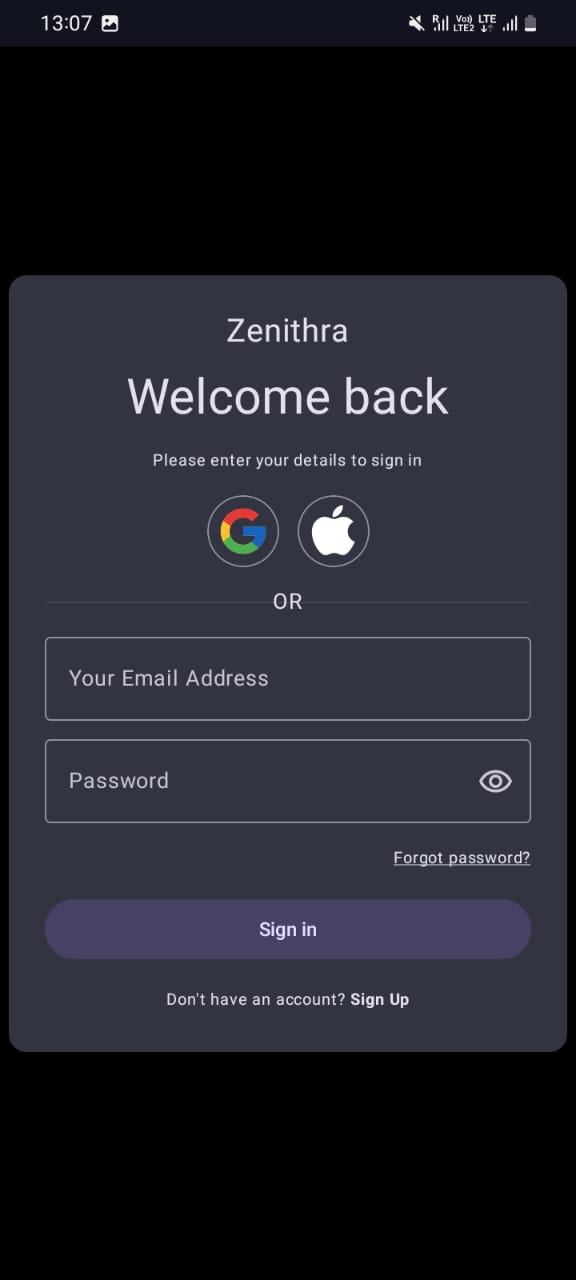 13:07
R Vo)) LTE2 LTE
Zenithra
Welcome back
Please enter your details to sign in
OR
Your Email Address
Password
Forgot password?
Sign in
Don't have an account? Sign Up